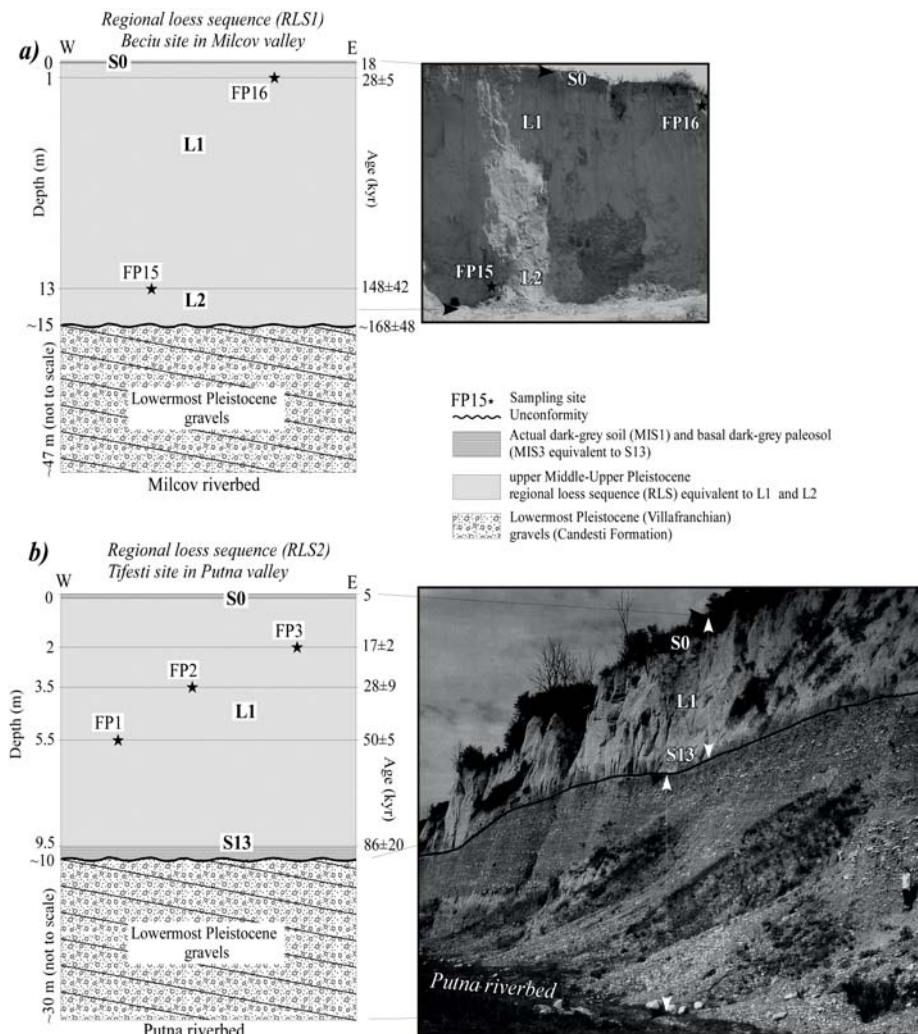 Regional loess sequence (RLS1)
Beciu site in Milcov valley
a)
W
E
0
S0
18
1
28±5
FP16
L1
Depth (m)
Age (kyr)
FP15
13
148±42
L2
~15
~168±48
~47 m (not to scale)
Lowermost Pleistocene
gravels
Milcov riverbed
S0
L1
FP16
FP15
L2
FP15 Sampling site
Unconformity
Actual dark-grey soil (MIS1) and basal dark-grey paleosol
(MIS3 equivalent to S13)
upper Middle-Upper Pleistocene
regional loess sequence (RLS) equivalent to L1 and L2
Lowermost Pleistocene (Villafranchian)
gravels (Candesti Formation)
b)
Regional loess sequence (RLS2)
Tifesti site in Putna valley
W
E
0
S0
5
FP3
2
17±2
FP2
3.5
28±9
L1
FP1
5.5
50±5
Depth (m)
Age (kyr)
9.5
S13
86±20
~10
~30 m (not to scale)
Lowermost Pleistocene
gravels
Putna riverbed
S0
L1
S13
Putna riverbed